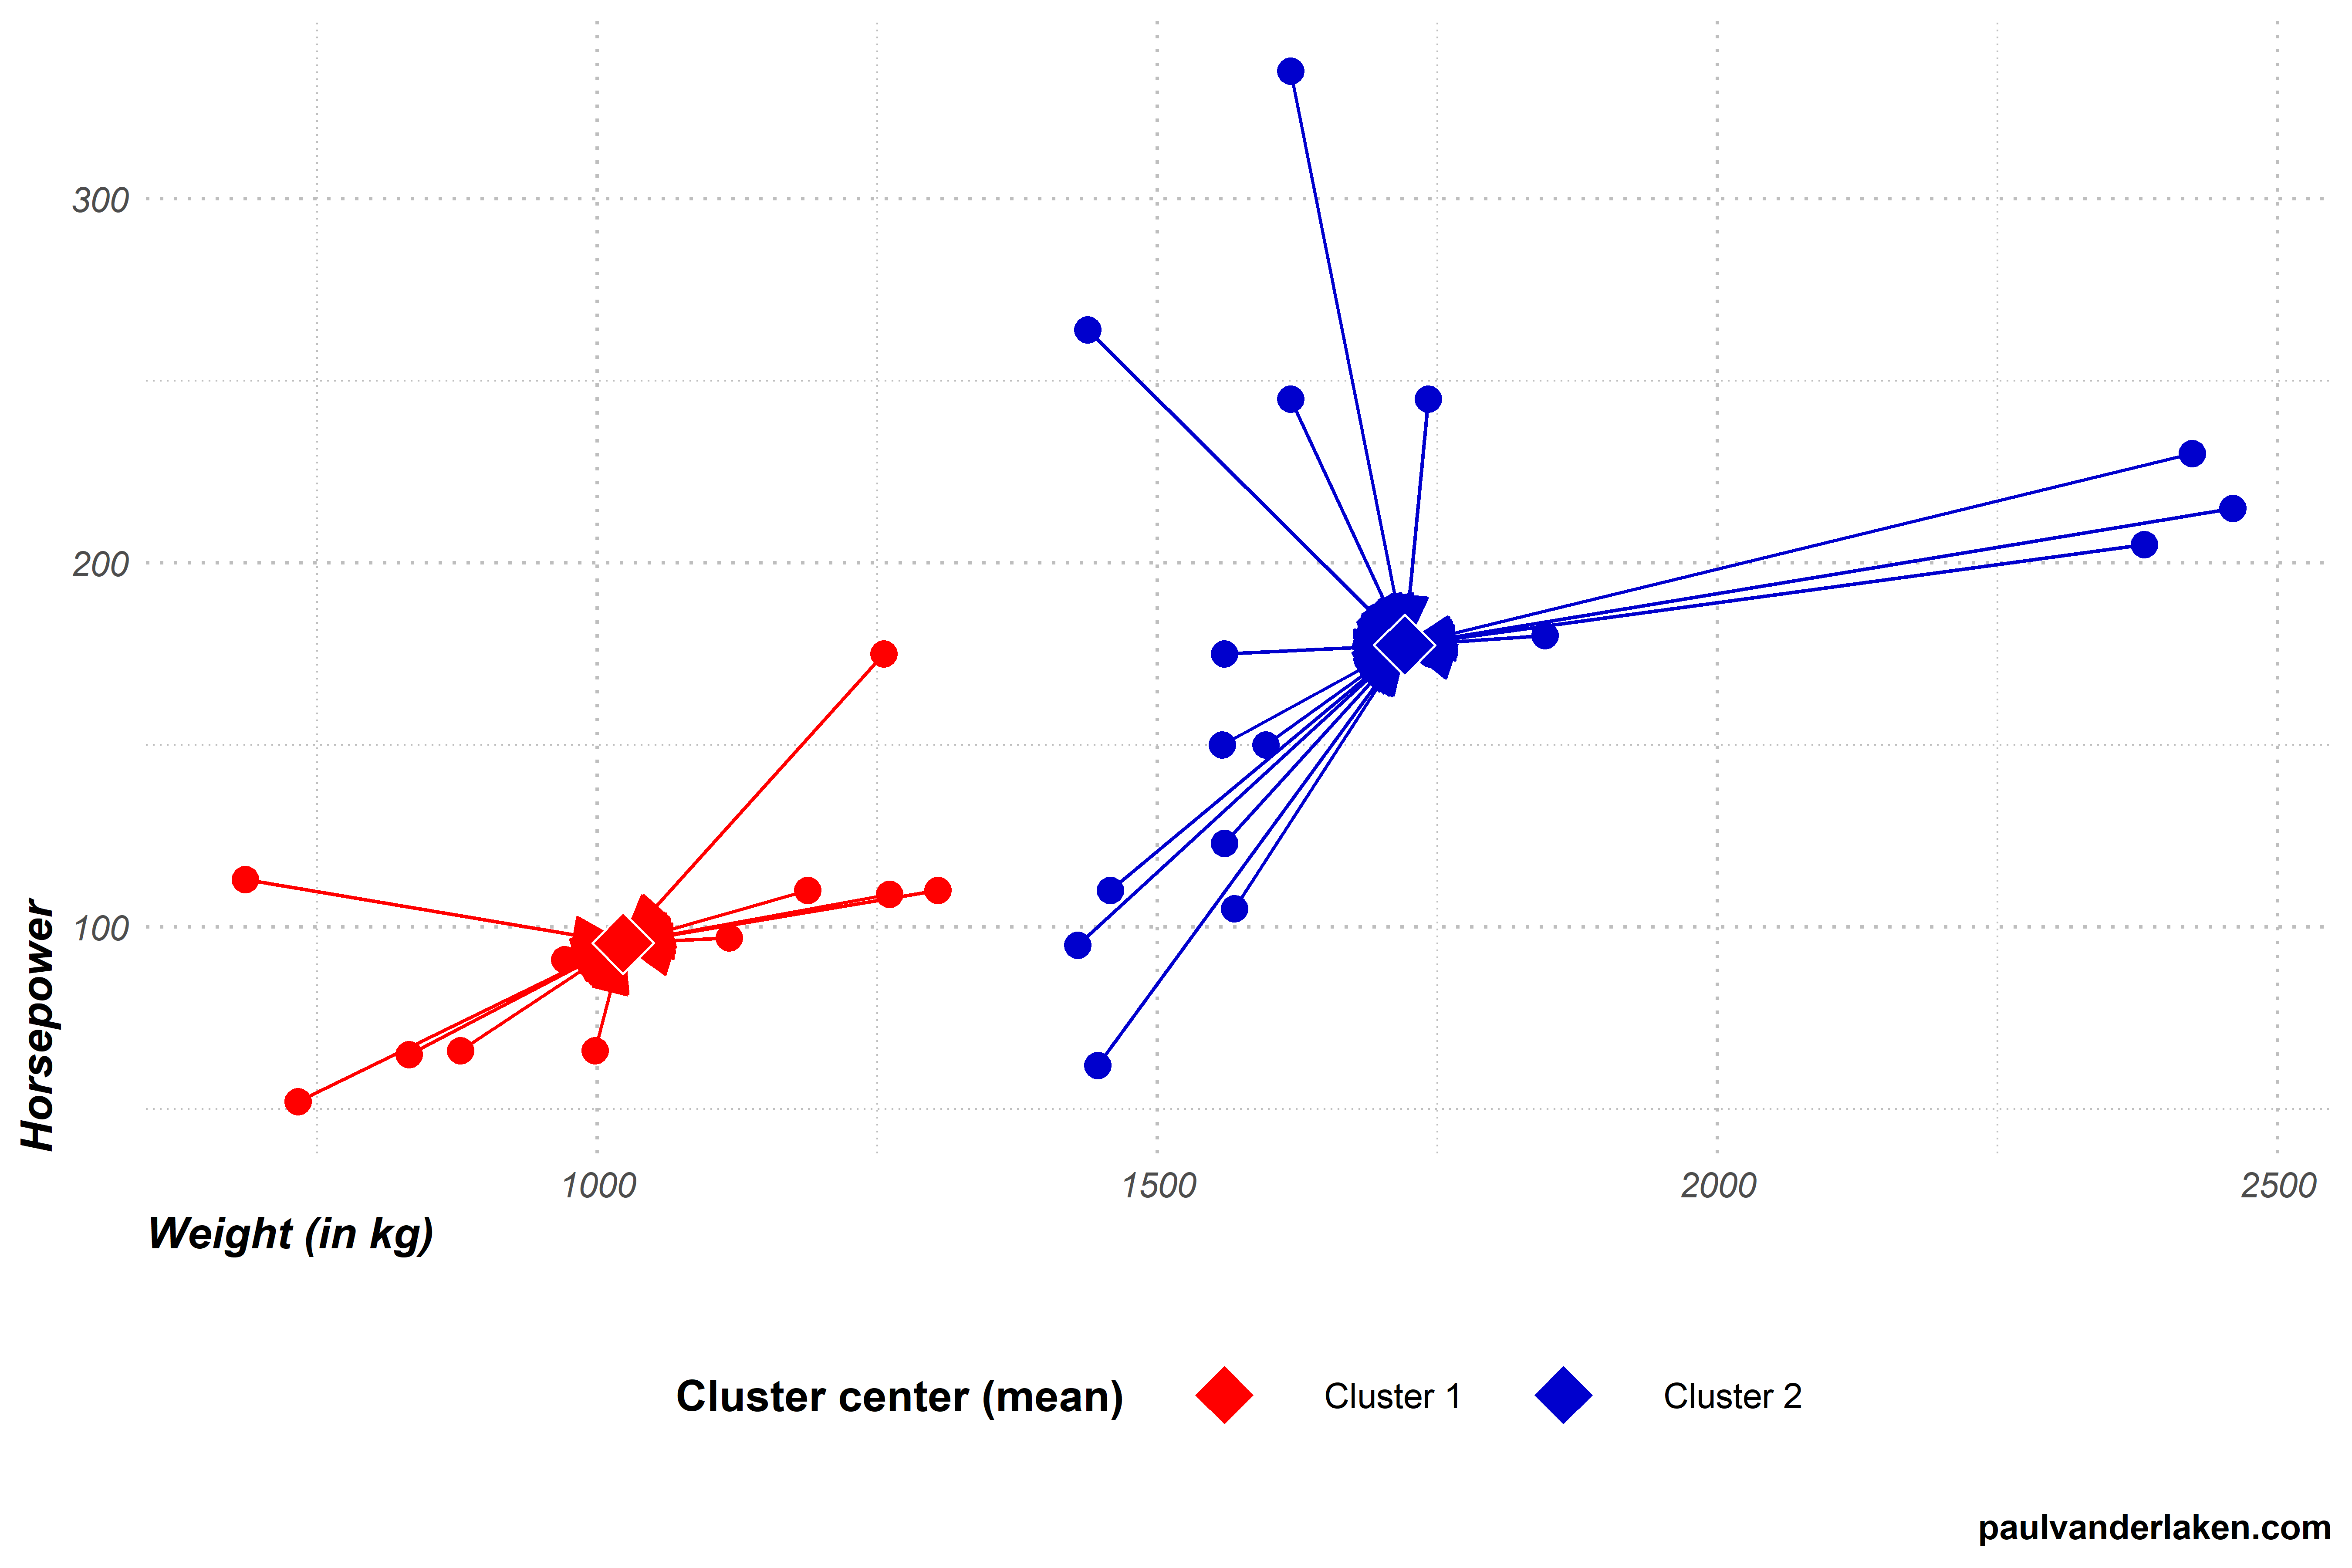 300
200
100
Horsepower
1000 1500 2000 2500
Weight (in kg)
Cluster center (mean) Cluster 1 Cluster 2
paulvanderlaken.com